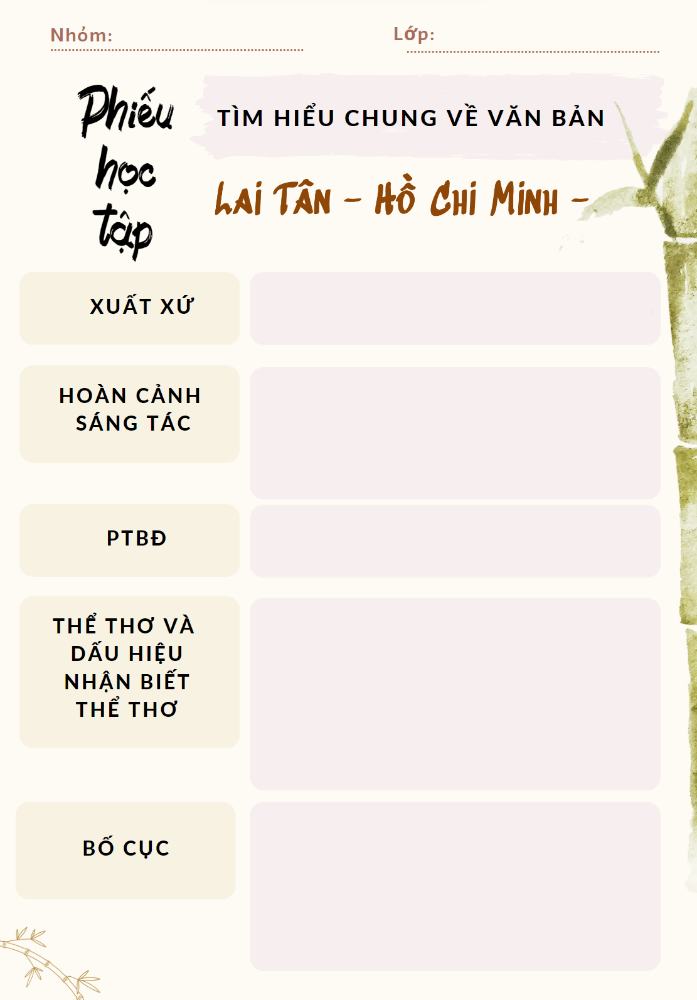 Nhóm:
Lớp:
Phiếu
học
tập
TÌM HIỂU CHUNG VỀ VĂN BẢN
LAI TÂN - HỒ CHI MINH -
XUẤT XỨ
HOÀN CẢNH
SÁNG TÁC
PTBĐ
THỂ THƠ VÀ
DẤU HIỆU
NHẬN BIẾT
THỂ THƠ
BỐ CỤC